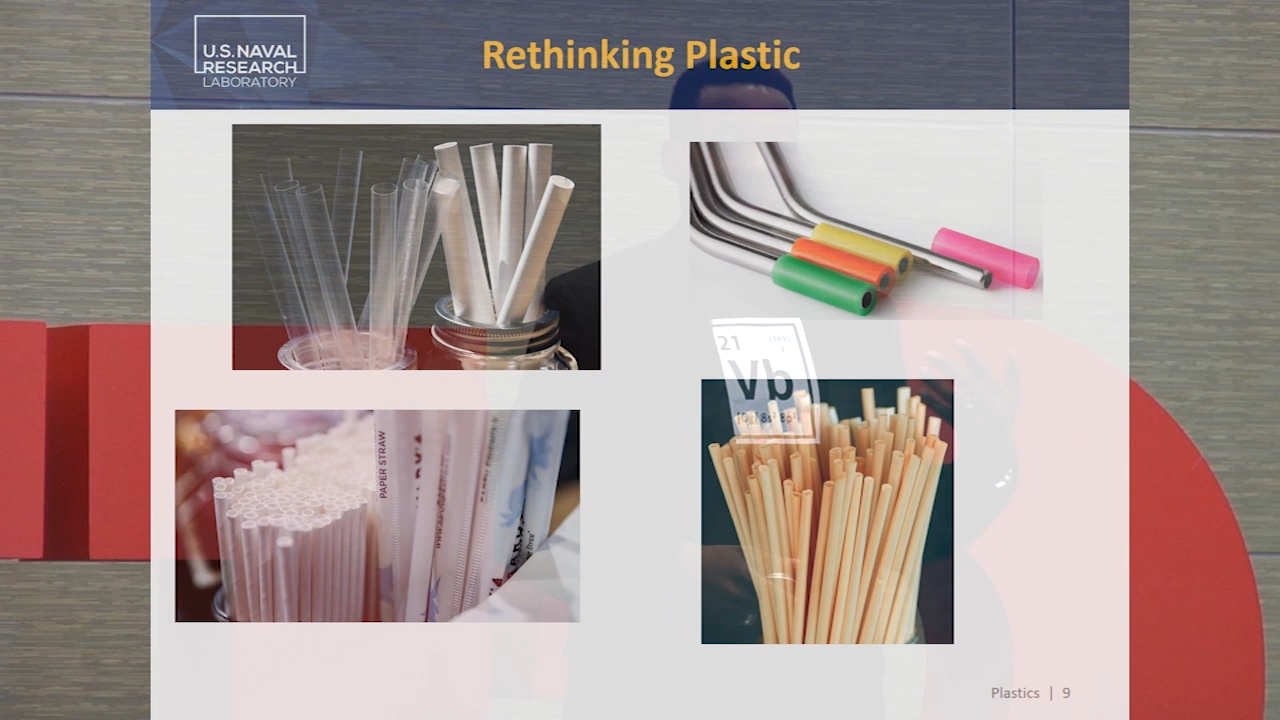 U.S. NAVAL
RESEARCH
LABORATORY
Rethinking Plastic
PAPER STRAW
21
Vb
Plastics | 9